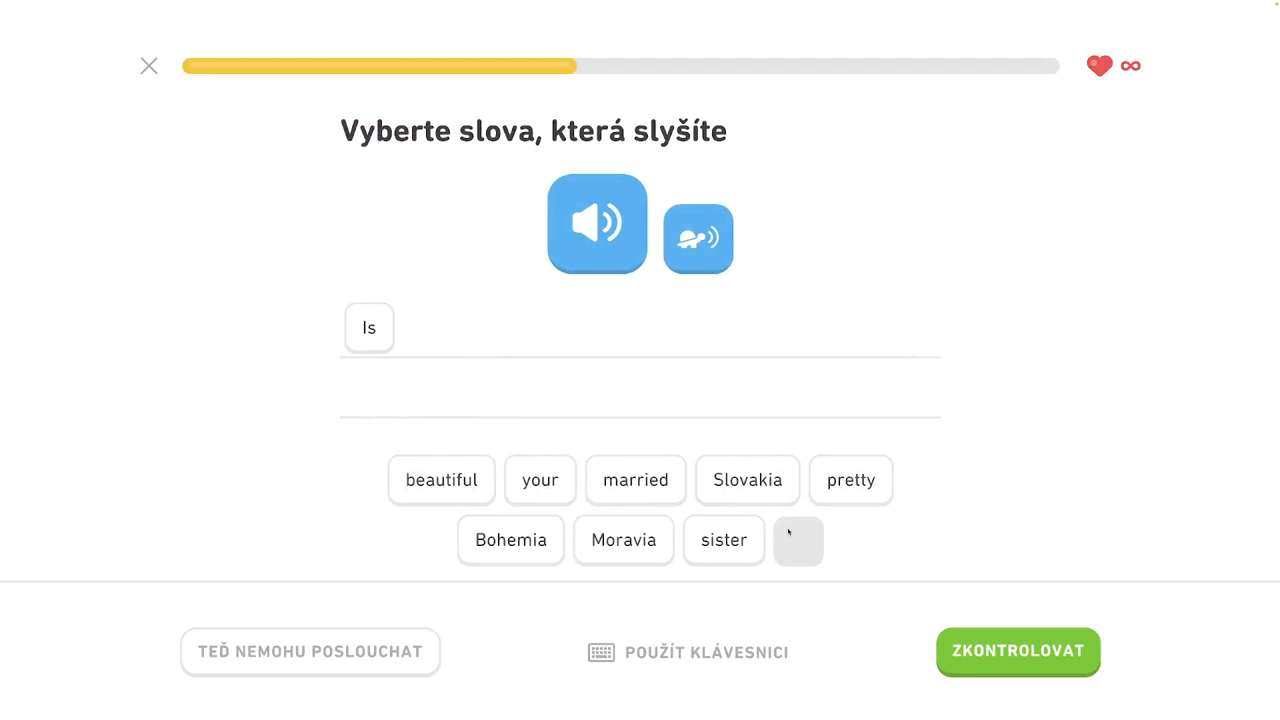 ∞
Vyberte slova, která slyšíte
Is
beautiful your married Slovakia pretty
Bohemia Moravia sister
TEĎ NEMOHU POSLOUCHAT POUŽÍT KLÁVESNICI ZKONTROLOVAT